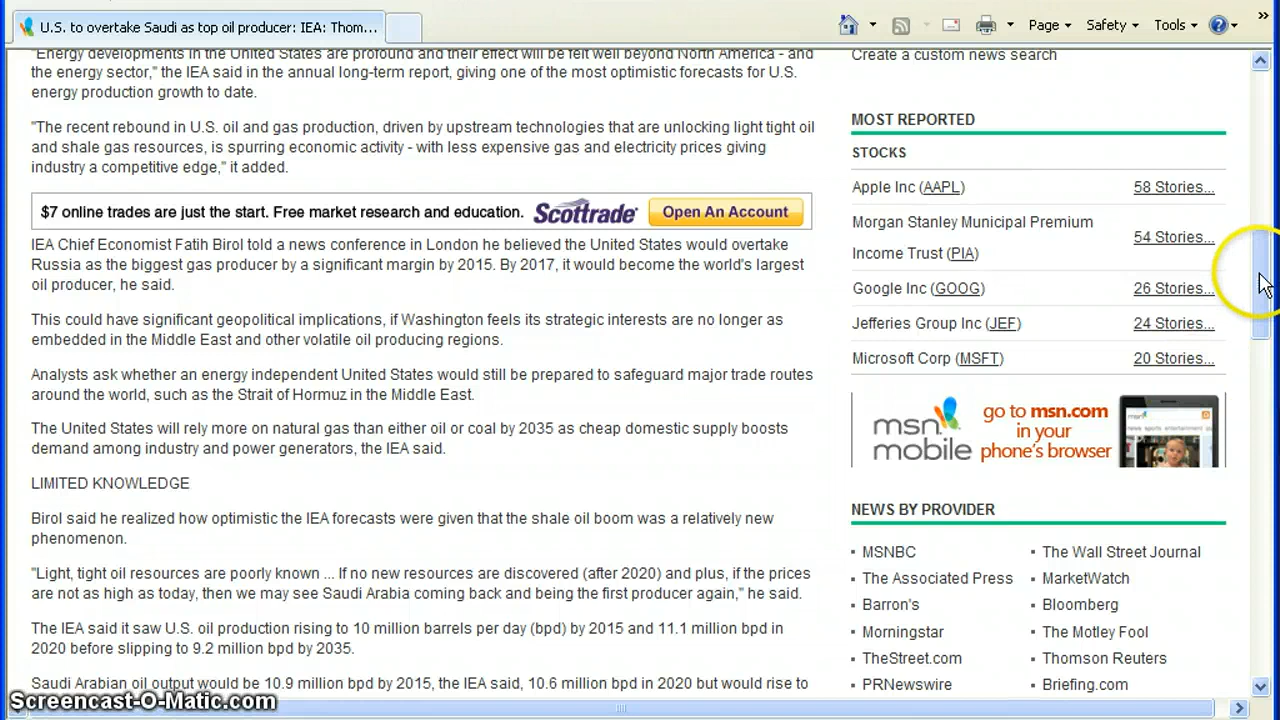 U.S. to overtake Saudi as top oil producer: IEA: Thom...
Page
Safety
Tools
»
"Energy developments in the United States are profound and their effect will be felt well beyond North America - and
the energy sector," the IEA said in the annual long-term report, giving one of the most optimistic forecasts for U.S.
energy production growth to date.
"The recent rebound in U.S. oil and gas production, driven by upstream technologies that are unlocking light tight oil
and shale gas resources, is spurring economic activity - with less expensive gas and electricity prices giving
industry a competitive edge," it added.
$7 online trades are just the start. Free market research and education. Scottrade Open An Account
IEA Chief Economist Fatih Birol told a news conference in London he believed the United States would overtake
Russia as the biggest gas producer by a significant margin by 2015. By 2017, it would become the world's largest
oil producer, he said.
This could have significant geopolitical implications, if Washington feels its strategic interests are no longer as
embedded in the Middle East and other volatile oil producing regions.
Analysts ask whether an energy independent United States would still be prepared to safeguard major trade routes
around the world, such as the Strait of Hormuz in the Middle East.
The United States will rely more on natural gas than either oil or coal by 2035 as cheap domestic supply boosts
demand among industry and power generators, the IEA said.
LIMITED KNOWLEDGE
Birol said he realized how optimistic the IEA forecasts were given that the shale oil boom was a relatively new
phenomenon.
"Light, tight oil resources are poorly known ... If no new resources are discovered (after 2020) and plus, if the prices
are not as high as today, then we may see Saudi Arabia coming back and being the first producer again," he said.
The IEA said it saw U.S. oil production rising to 10 million barrels per day (bpd) by 2015 and 11.1 million bpd in
2020 before slipping to 9.2 million bpd by 2035.
Saudi Arabian oil output would be 10.9 million bpd by 2015, the IEA said, 10.6 million bpd in 2020 but would rise to
Create a custom news search
MOST REPORTED
STOCKS
Apple Inc (AAPL) 58 Stories...
Morgan Stanley Municipal Premium
Income Trust (PIA) 54 Stories...
Google Inc (GOOG) 26 Stories...
Jefferies Group Inc (JEF) 24 Stories...
Microsoft Corp (MSFT) 20 Stories...
msn
mobile
go to msn.com
in your
phone's browser
NEWS BY PROVIDER
MSNBC
The Associated Press
Barron's
Morningstar
TheStreet.com
PRNewswire
The Wall Street Journal
MarketWatch
Bloomberg
The Motley Fool
Thomson Reuters
Briefing.com
Screencast-O-Matic.com